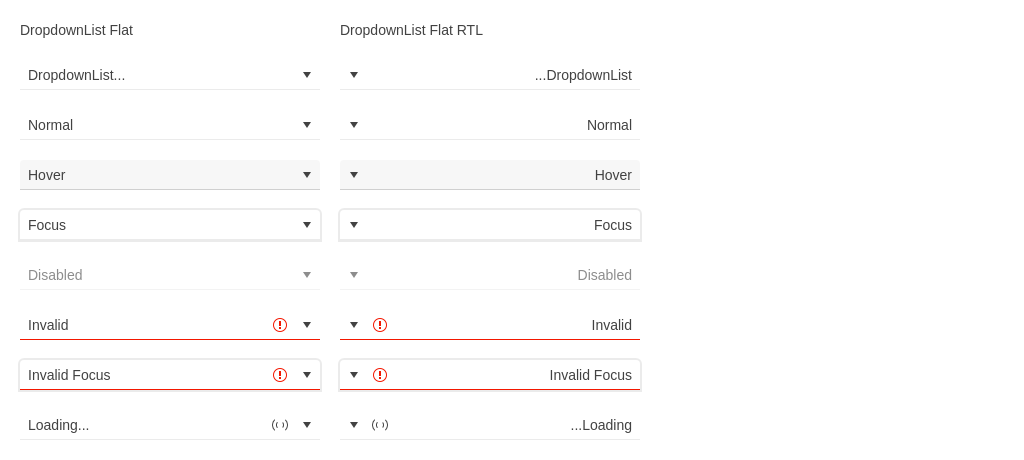 DropdownList Flat
DropdownList...
Normal
Hover
Focus
Disabled
Invalid
Invalid Focus
Loading...
DropdownList Flat RTL
...DropdownList
Normal
Hover
Focus
Disabled
Invalid
Invalid Focus
...Loading